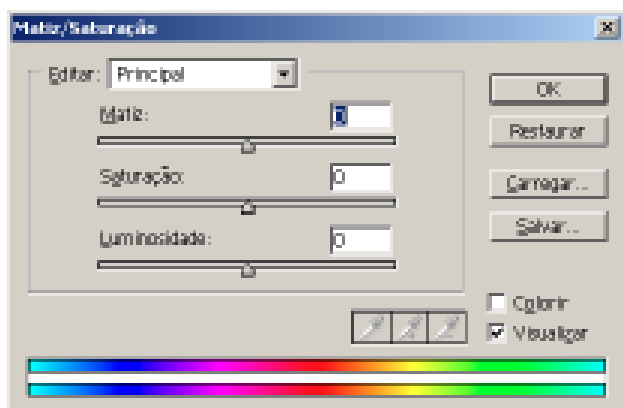 Matiz/Saturação
Editar: Principal
Matiz: 0
Saturação: 0
Luminosidade: 0
OK
Restaurar
Carregar...
Salvar...
Colorir
Visualizar